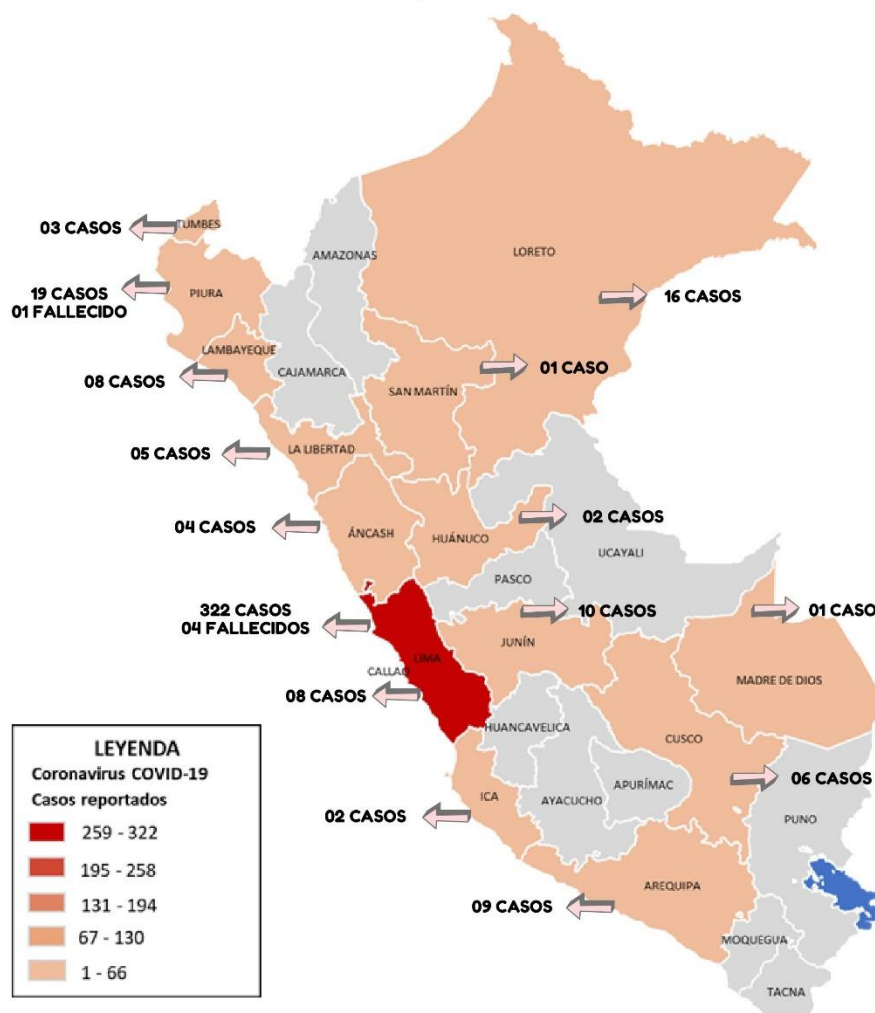 03 CASOS
TUMBES
AMAZONAS
LORETO
PIURA
19 CASOS
01 FALLECIDO
16 CASOS
LAMBAYEQUE
08 CASOS
CAJAMARCA
SAN MARTÍN
01 CASO
LA LIBERTAD
05 CASOS
04 CASOS
ÁNCASH
HUÁNUCO
02 CASOS
UCAYALI
PASCO
322 CASOS
04 FALLECIDOS
10 CASOS
01 CASO
JUNÍN
LIMA
CALLAO
MADRE DE DIOS
08 CASOS
HUANCAVELICA
CUSCO
06 CASOS
APURÍMAC
ICA
AYACUCHO
02 CASOS
PUNO
AREQUIPA
09 CASOS
MOQUEGUA
TACNA
LEYENDA
Coronavirus COVID-19
Casos reportados
259 - 322
195 - 258
131 - 194
67 - 130
1 - 66